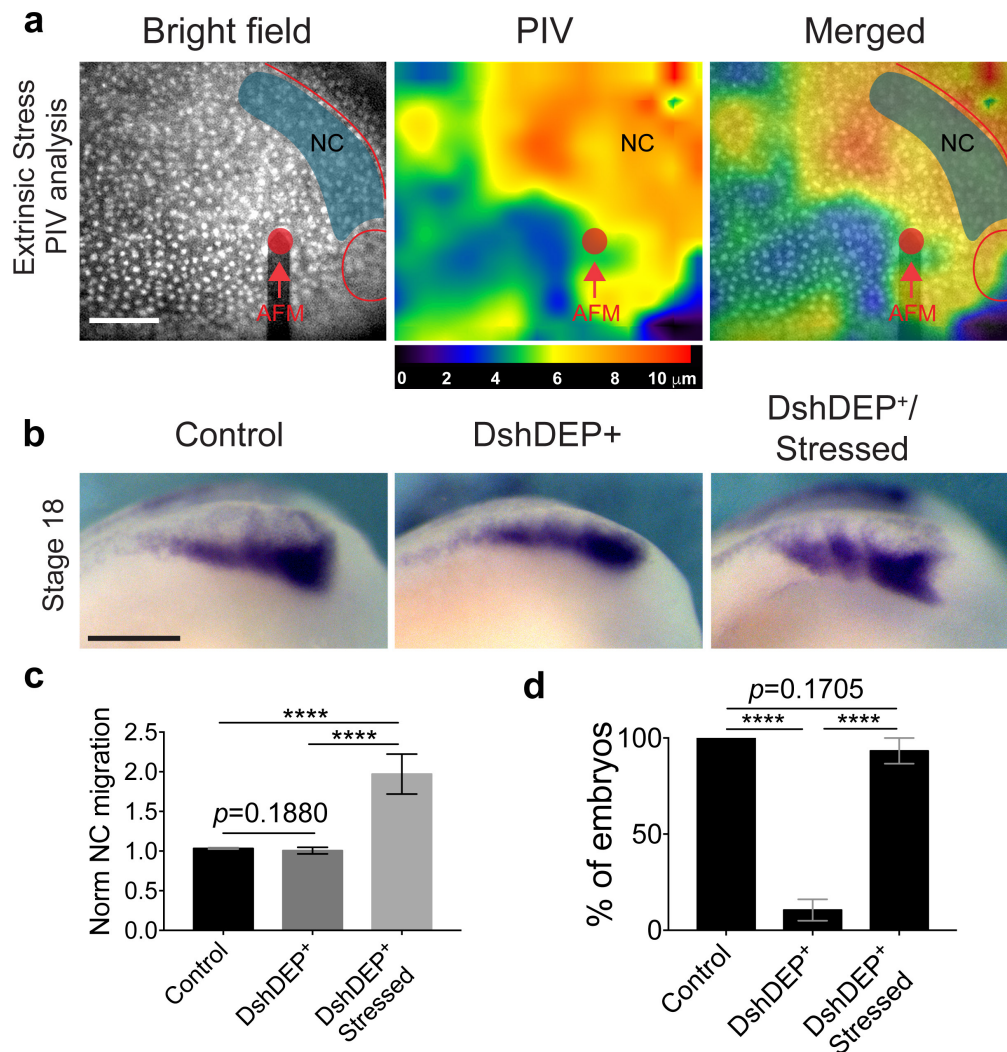 a
Bright field
PIV
Merged
Extrinsic Stress
PIV analysis
NC
AFM
NC
AFM
NC
AFM
0 2 4 6 8 10 μm
b
Control
DshDEP+
DshDEP⁺/
Stressed
Stage 18
c
Norm NC migration
2.5
2.0
1.5
1.0
0.5
0.0
****
****
p=0.1880
Control
DshDEP⁺
DshDEP⁺
Stressed
d
% of embryos
100
50
0
p=0.1705
**** ****
Control
DshDEP⁺
DshDEP⁺
Stressed